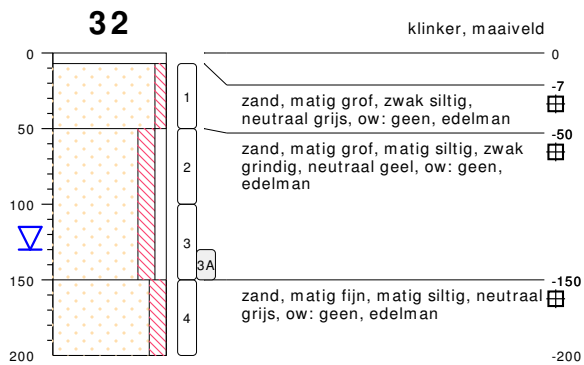 32
klinker, maaiveld
0
0
-7
1
zand, matig grof, zwak siltig,
neutraal grijs, ow: geen, edelman
50
-50
zand, matig grof, matig siltig, zwak
grindig, neutraal geel, ow: geen,
edelman
2
100
3
3A
150
-150
zand, matig fijn, matig siltig, neutraal
grijs, ow: geen, edelman
4
200
-200